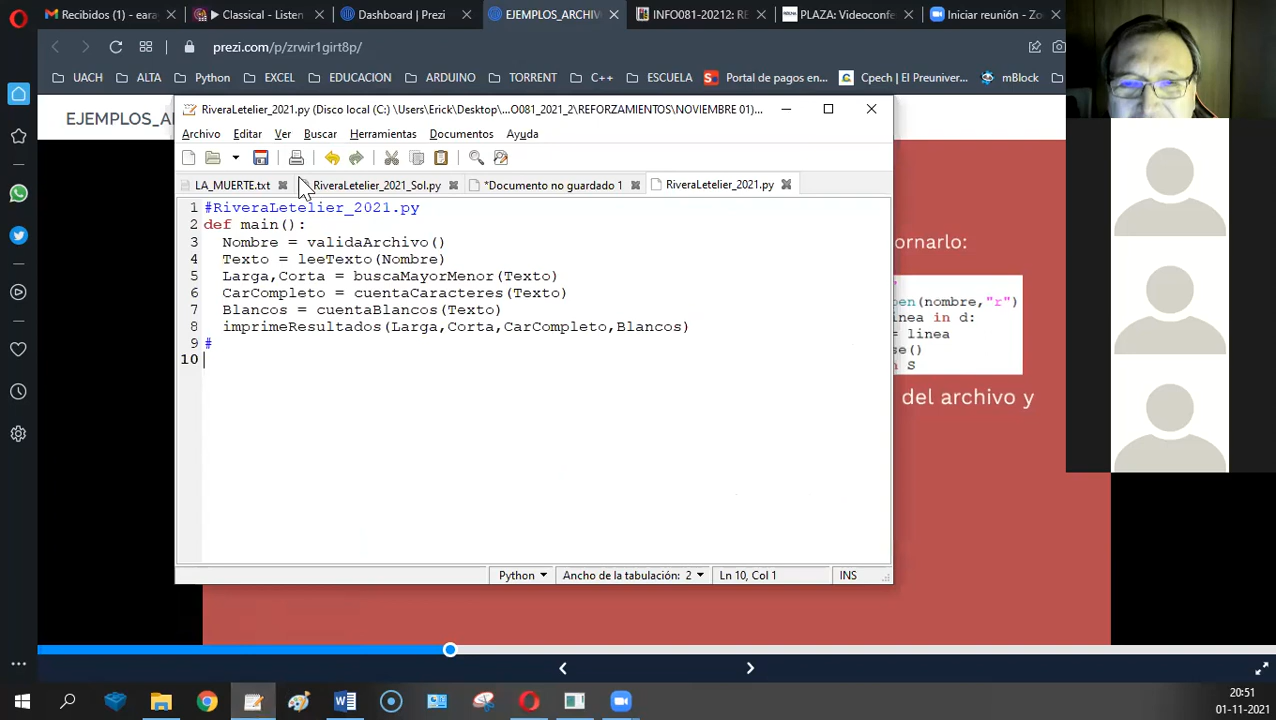 Recibidos (1) - earav
Classical - Listen
Dashboard | Prezi
EJEMPLOS_ARCHIV
INFO081-20212: RE
PLAZA: Videoconfe
Iniciar reunión - Zo
prezi.com/p/zrwir1girt8p/
UACH
ALTA
Python
EXCEL
EDUCACION
ARDUINO
TORRENT
C++
ESCUELA
Portal de pagos en...
Cpech | El Preuniver...
mBlock
EJEMPLOS_A
RiveraLetelier_2021.py (Disco local (C:) \Users\Erick\Desktop\...O081_2021_2\REFORZAMIENTOS\NOVIEMBRE 01)...
Archivo Editar Ver Buscar Herramientas Documentos Ayuda
LA_MUERTE.txt
RiveraLetelier_2021_Sol.py
*Documento no guardado 1
RiveraLetelier_2021.py
1 #RiveraLetelier_2021.py
2 def main():
3 Nombre = validaArchivo()
4 Texto = leeTexto(Nombre)
5 Larga,Corta = buscaMayorMenor(Texto)
6 CarCompleto = cuentaCaracteres(Texto)
7 Blancos = cuentaBlancos(Texto)
8 imprimeResultados(Larga,Corta,CarCompleto,Blancos)
9 #
10
ornarlo:
pen(nombre,"r")
inea in d:
= linea
se()
n S
del archivo y
Python
Ancho de la tabulación: 2
Ln 10, Col 1
INS
20:51
01-11-2021